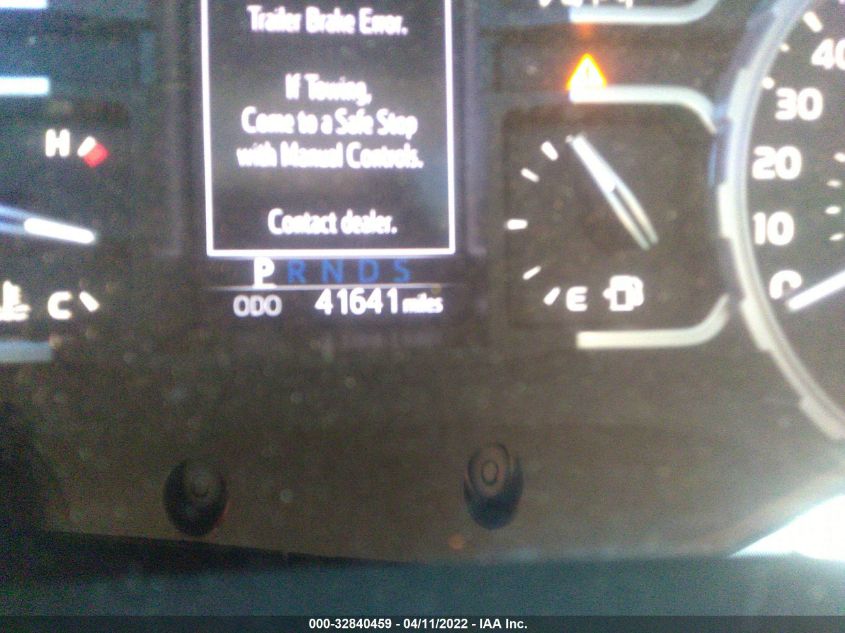 Trailer Brake Error.
If Towing,
Come to a Safe Stop
with Manual Controls.
Contact dealer.
P R N D S
ODO 41641 miles
H
C
E
40
30
20
10
0
000-32840459 - 04/11/2022 - IAA Inc.